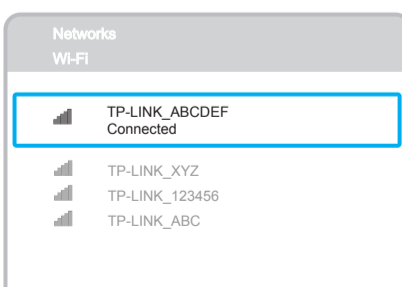 Networks
Wi-Fi
TP-LINK_ABCDEF
Connected
TP-LINK_XYZ
TP-LINK_123456
TP-LINK_ABC